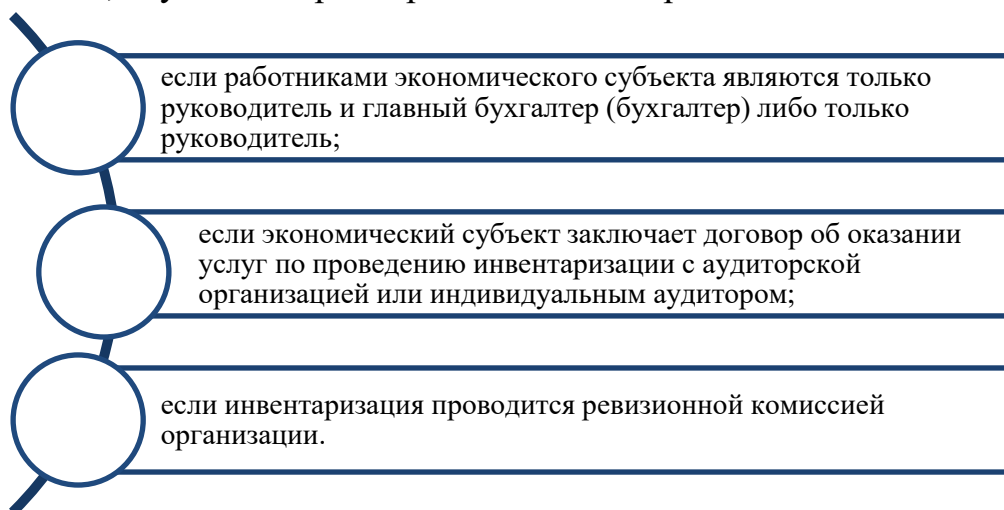 если работниками экономического субъекта являются только
руководитель и главный бухгалтер (бухгалтер) либо только
руководитель;
если экономический субъект заключает договор об оказании
услуг по проведению инвентаризации с аудиторской
организацией или индивидуальным аудитором;
если инвентаризация проводится ревизионной комиссией
организации.